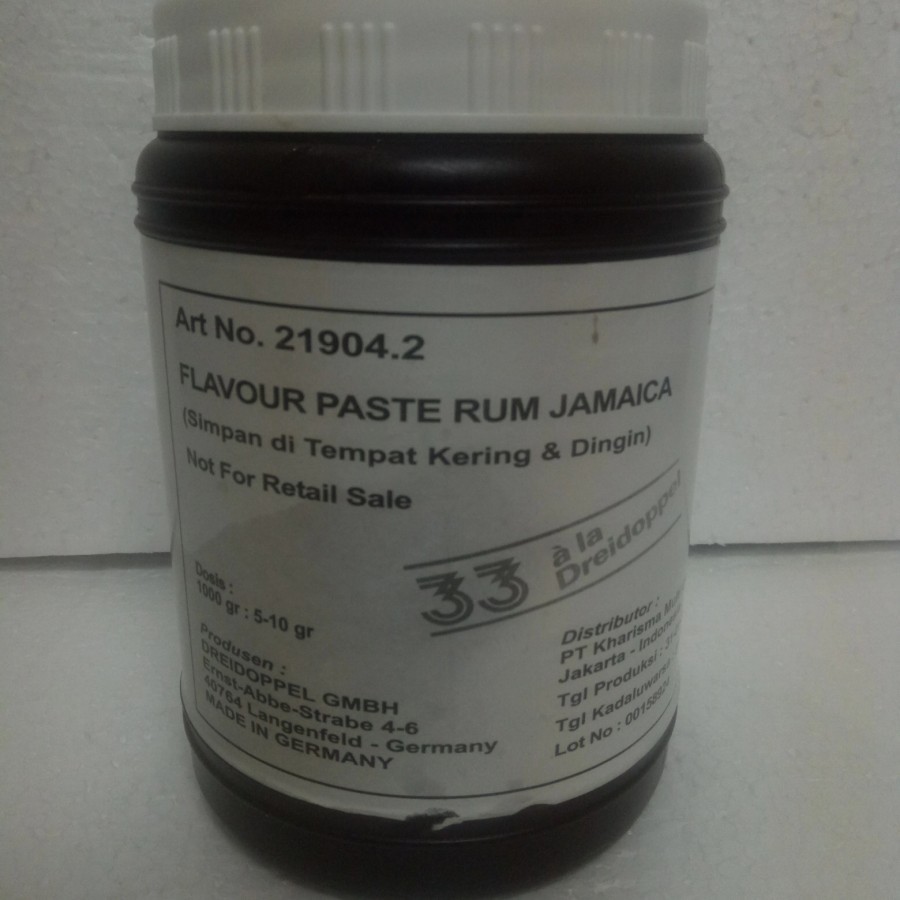 Art No. 21904.2
FLAVOUR PASTE RUM JAMAICA
(Simpan di Tempat Kering & Dingin)
Not For Retail Sale
33 à la
Dreidoppel
Dosis :
1000 gr : 5-10 gr
Produsen :
DREIDOPPEL GMBH
Ernst-Abbe-Strabe 4-6
40764 Langenfeld - Germany
MADE IN GERMANY
Distributor :
PT Kharisma
Jakarta -
Tgl Produksi :
Tgl Kadaluwarsa
Lot No :